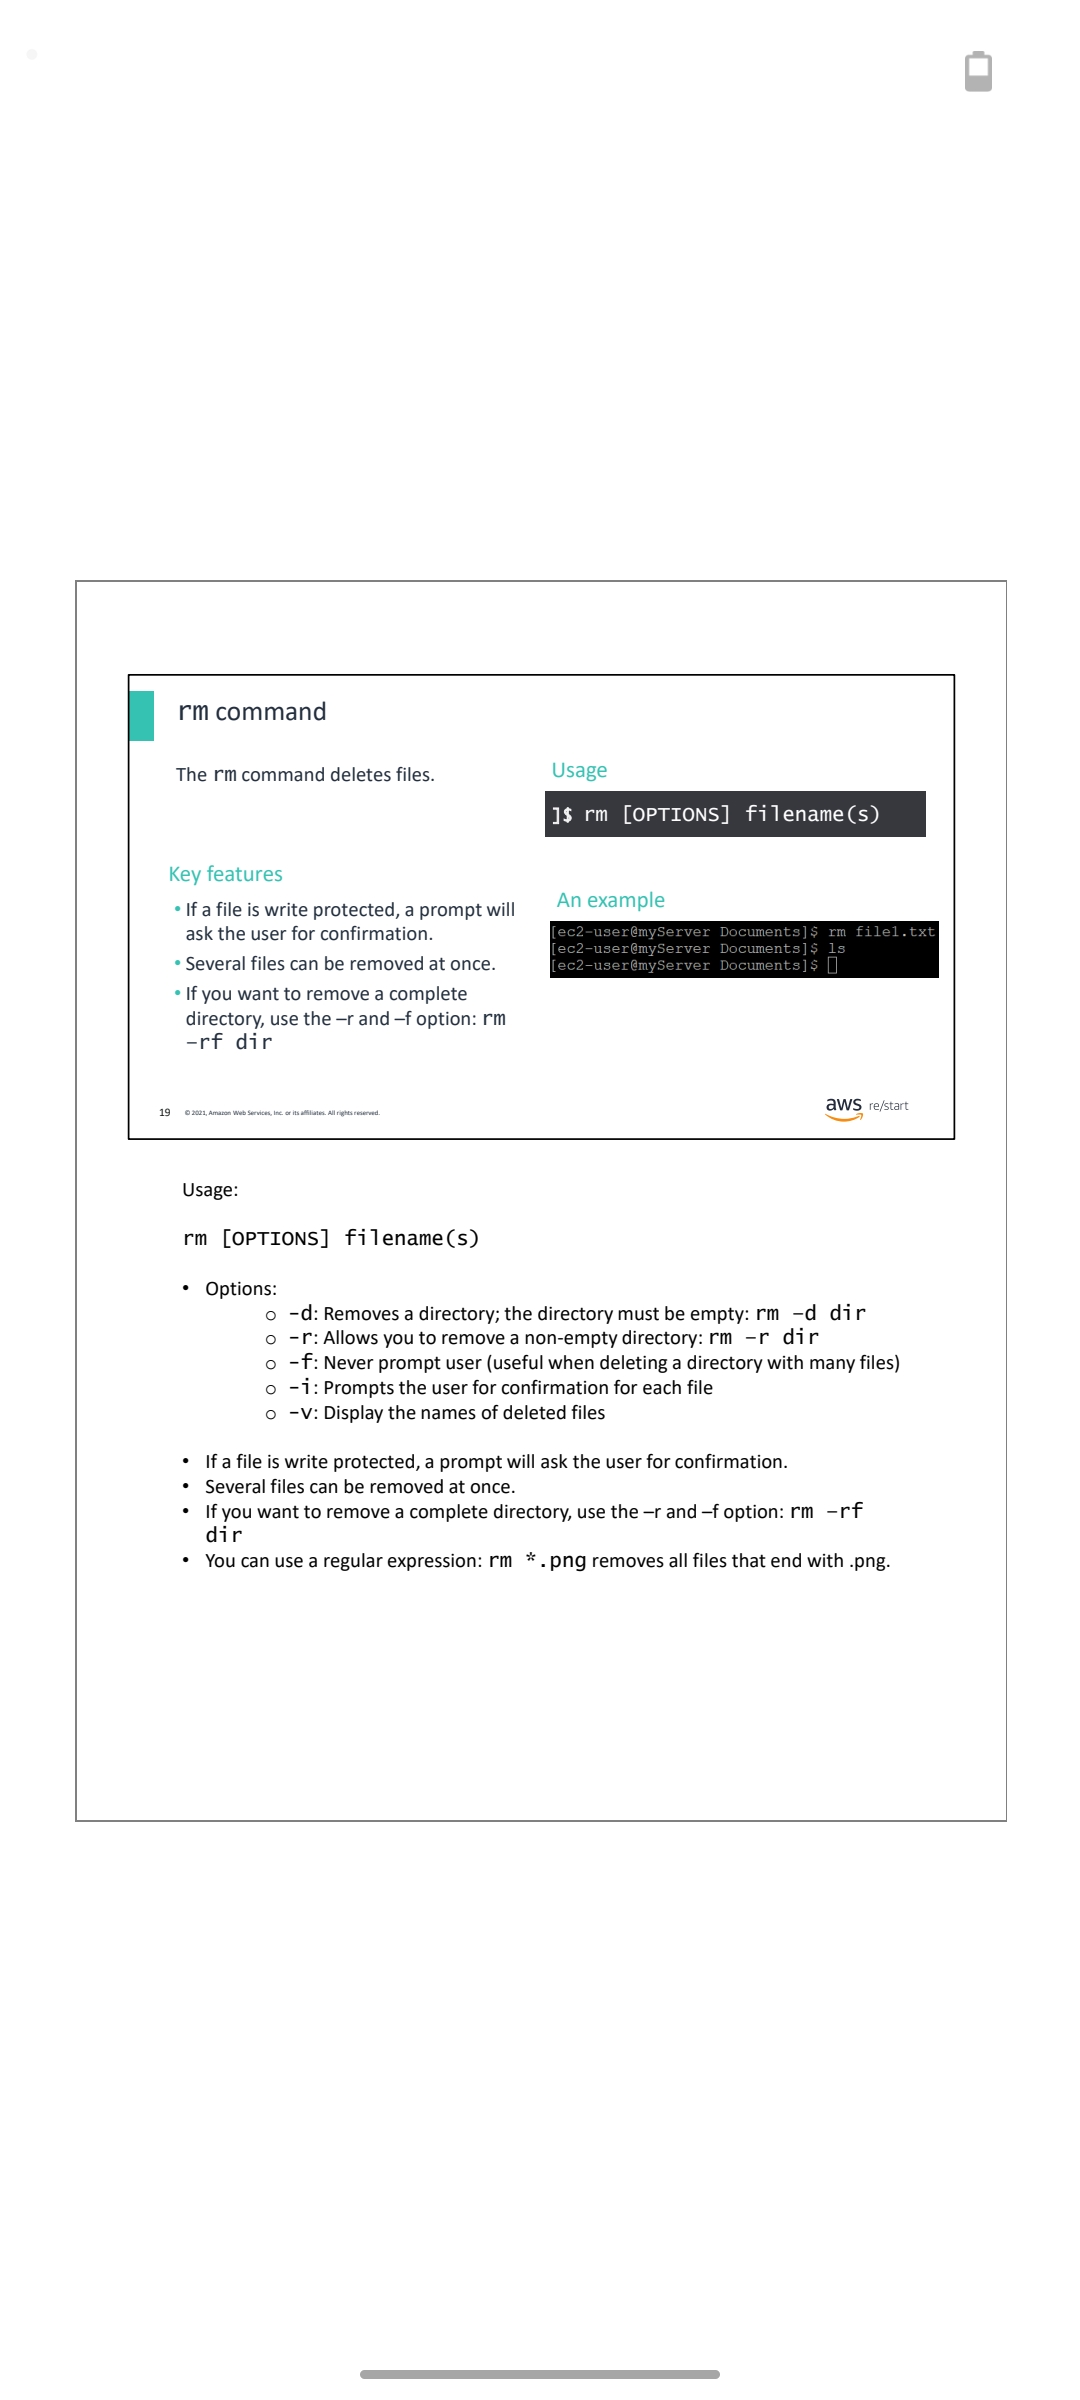 rm command
The rm command deletes files.
Usage
]$ rm [OPTIONS] filename(s)
Key features
• If a file is write protected, a prompt will
ask the user for confirmation.
• Several files can be removed at once.
• If you want to remove a complete
directory, use the –r and –f option: rm
–rf dir
An example
[ec2-user@myServer Documents]$ rm file1.txt
[ec2-user@myServer Documents]$ ls
[ec2-user@myServer Documents]$
19 © 2021, Amazon Web Services, Inc. or its affiliates. All rights reserved.
aws re/start
Usage:
rm [OPTIONS] filename(s)
• Options:
o -d: Removes a directory; the directory must be empty: rm –d dir
o -r: Allows you to remove a non-empty directory: rm –r dir
o -f: Never prompt user (useful when deleting a directory with many files)
o -i: Prompts the user for confirmation for each file
o -v: Display the names of deleted files
• If a file is write protected, a prompt will ask the user for confirmation.
• Several files can be removed at once.
• If you want to remove a complete directory, use the –r and –f option: rm –rf
dir
• You can use a regular expression: rm *.png removes all files that end with .png.